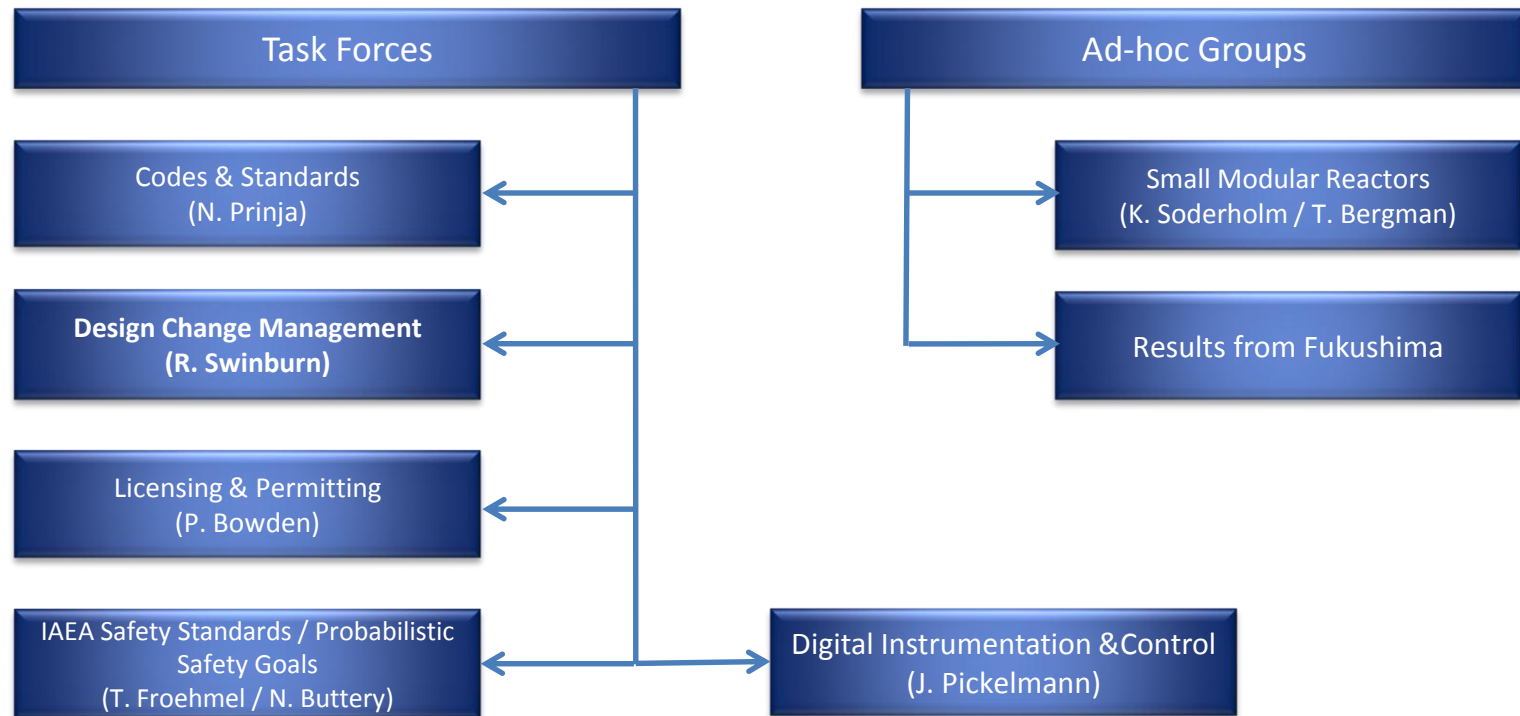 Task Forces
Codes & Standards
(N. Prinja)
Design Change Management
(R. Swinburn)
Licensing & Permitting
(P. Bowden)
IAEA Safety Standards / Probabilistic
Safety Goals
(T. Froehmel / N. Buttery)
Digital Instrumentation &Control
(J. Pickelmann)
Ad-hoc Groups
Small Modular Reactors
(K. Soderholm / T. Bergman)
Results from Fukushima